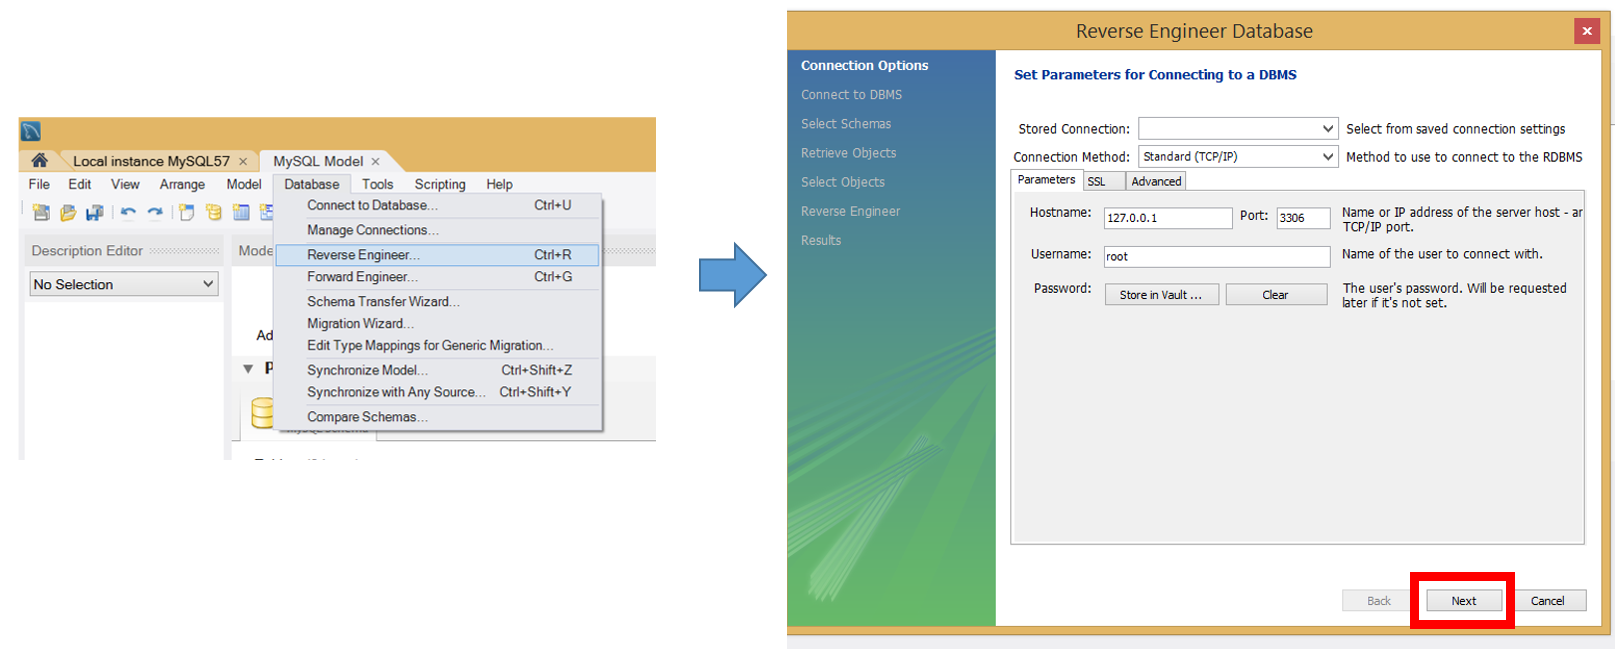 Local instance MySQL57 ×
MySQL Model ×
File Edit View Arrange Model Database Tools Scripting Help
Connect to Database... Ctrl+U
Manage Connections...
Reverse Engineer... Ctrl+R
Forward Engineer... Ctrl+G
Schema Transfer Wizard...
Migration Wizard...
Edit Type Mappings for Generic Migration...
Synchronize Model... Ctrl+Shift+Z
Synchronize with Any Source... Ctrl+Shift+Y
Compare Schemas...
Description Editor
Mode
No Selection
Ad
P
Reverse Engineer Database
Connection Options
Connect to DBMS
Select Schemas
Retrieve Objects
Select Objects
Reverse Engineer
Results
Set Parameters for Connecting to a DBMS
Stored Connection: Select from saved connection settings
Connection Method: Standard (TCP/IP) Method to use to connect to the RDBMS
Parameters SSL Advanced
Hostname: 127.0.0.1 Port: 3306 Name or IP address of the server host - ar
TCP/IP port.
Username: root Name of the user to connect with.
Password: Store in Vault ... Clear The user's password. Will be requested
later if it's not set.
Back Next Cancel